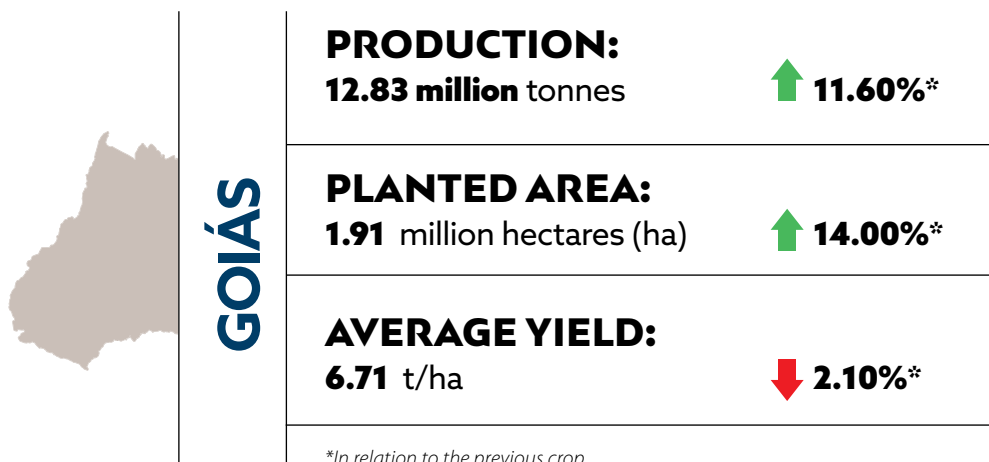 GOIÁS
PRODUCTION:
12.83 million tonnes
11.60%*
PLANTED AREA:
1.91 million hectares (ha)
14.00%*
AVERAGE YIELD:
6.71 t/ha
2.10%*
*In relation to the previous crop